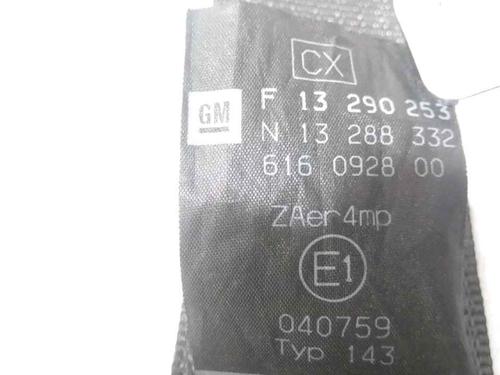 CX
GM
F 13 290 253
N 13 288 332
616 0928 00
ZAer4mp
E1
040759
Typ 143